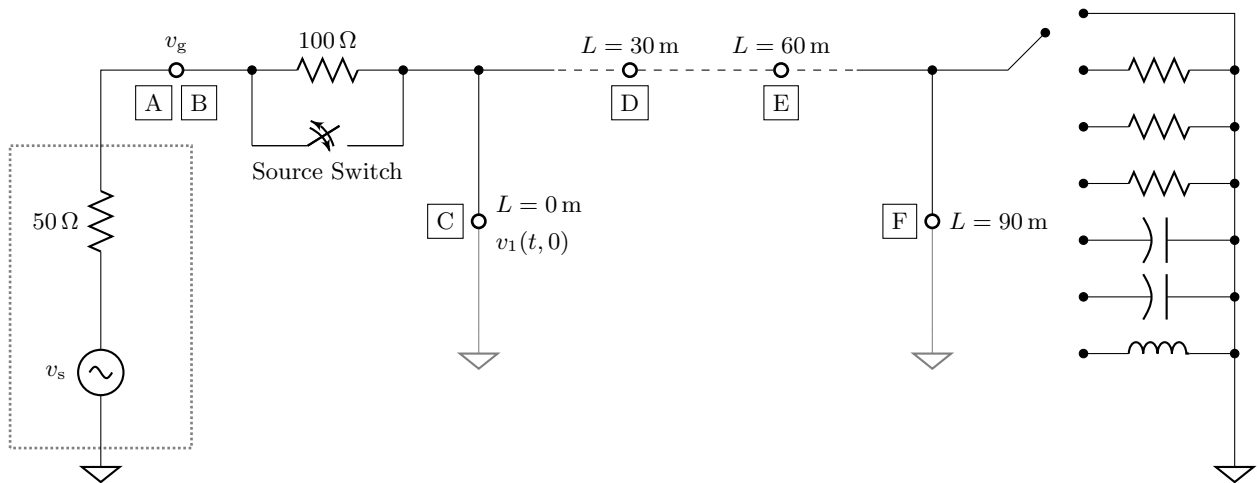 v_g
100 Ω
L = 30 m
L = 60 m
A
B
D
E
Source Switch
50 Ω
C
L = 0 m
v_1(t, 0)
F
L = 90 m
v_s